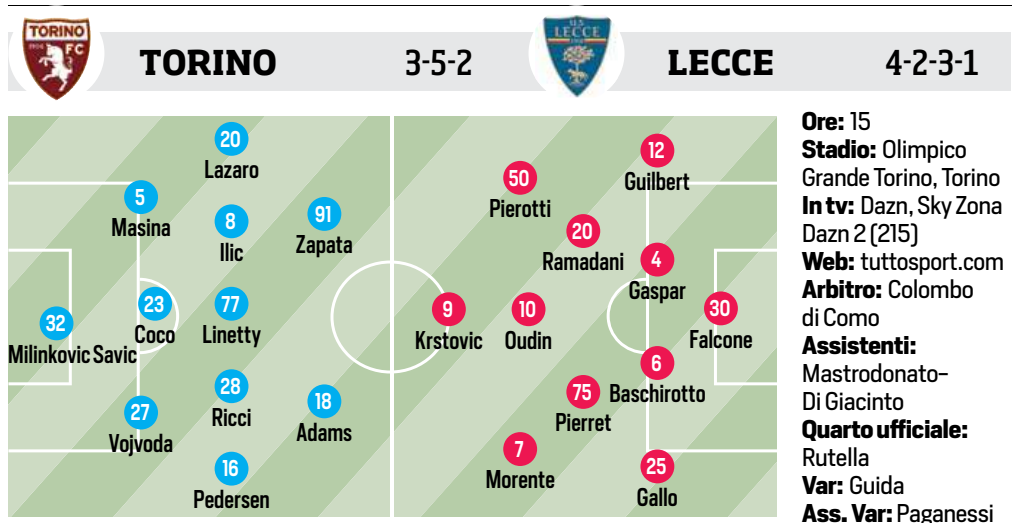 TORINO
FC
1906
TORINO 3-5-2
U.S.
LECCE
LECCE 4-2-3-1
20
Lazaro
5
Masina
8
Ilic
91
Zapata
32
Milinkovic Savic
23
Coco
77
Linetty
28
Ricci
18
Adams
27
Vojvoda
16
Pedersen
12
Guilbert
50
Pierotti
20
Ramadani
4
Gaspar
9
Krstovic
10
Oudin
30
Falcone
6
Baschirotto
75
Pierret
7
Morente
25
Gallo
Ore: 15
Stadio: Olimpico
Grande Torino, Torino
In tv: Dazn, Sky Zona
Dazn 2 (215)
Web: tuttosport.com
Arbitro: Colombo
di Como
Assistenti:
Mastrodonato–
Di Giacinto
Quarto ufficiale:
Rutella
Var: Guida
Ass. Var: Paganessi